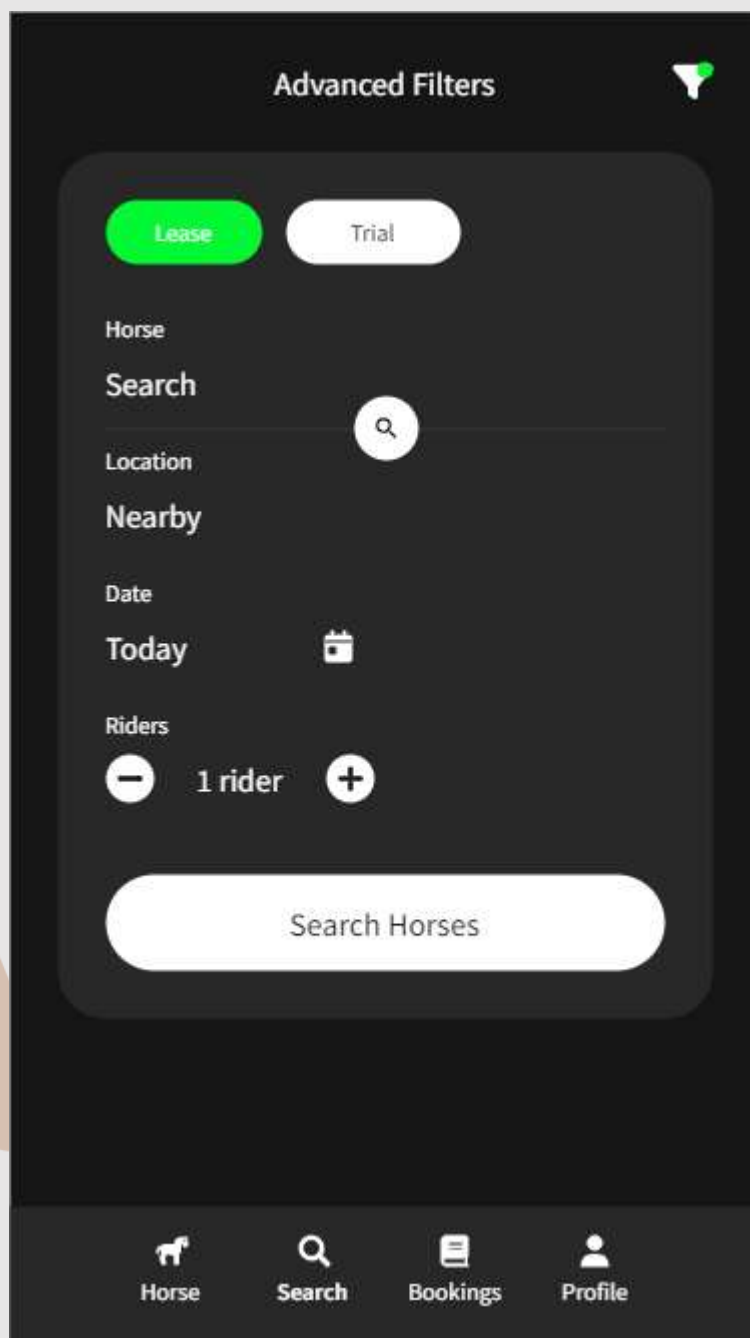 Advanced Filters
Lease Trial
Horse
Search
Location
Nearby
Date
Today
Riders
1 rider
Search Horses
Horse Search Bookings Profile